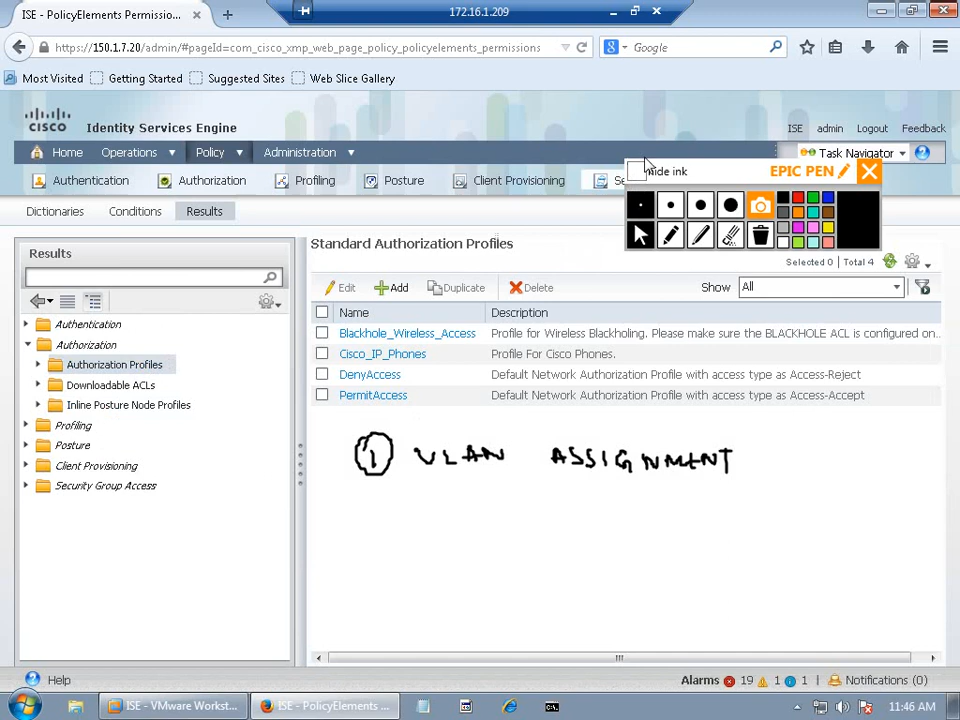 ISE - PolicyElements Permissio...
172.16.1.209
https://150.1.7.20/admin/#pageId=com_cisco_xmp_web_page_policy_policyelements_permissions
Google
Most Visited Getting Started Suggested Sites Web Slice Gallery
CISCO Identity Services Engine
ISE admin Logout Feedback
Home Operations Policy Administration
Task Navigator
Authentication Authorization Profiling Posture Client Provisioning Se
hide ink EPIC PEN
Dictionaries Conditions Results
Results
Standard Authorization Profiles
Selected 0 Total 4
Edit Add Duplicate Delete Show All
Name Description
Blackhole_Wireless_Access Profile for Wireless Blackholing. Please make sure the BLACKHOLE ACL is configured on..
Cisco_IP_Phones Profile For Cisco Phones.
DenyAccess Default Network Authorization Profile with access type as Access-Reject
PermitAccess Default Network Authorization Profile with access type as Access-Accept
Authentication
Authorization
Authorization Profiles
Downloadable ACLs
Inline Posture Node Profiles
Profiling
Posture
Client Provisioning
Security Group Access
1 VLAN ASSIGNMENT
Help
Alarms 19 1 1 Notifications (0)
ISE - VMware Workst...
ISE - PolicyElements ...
11:46 AM